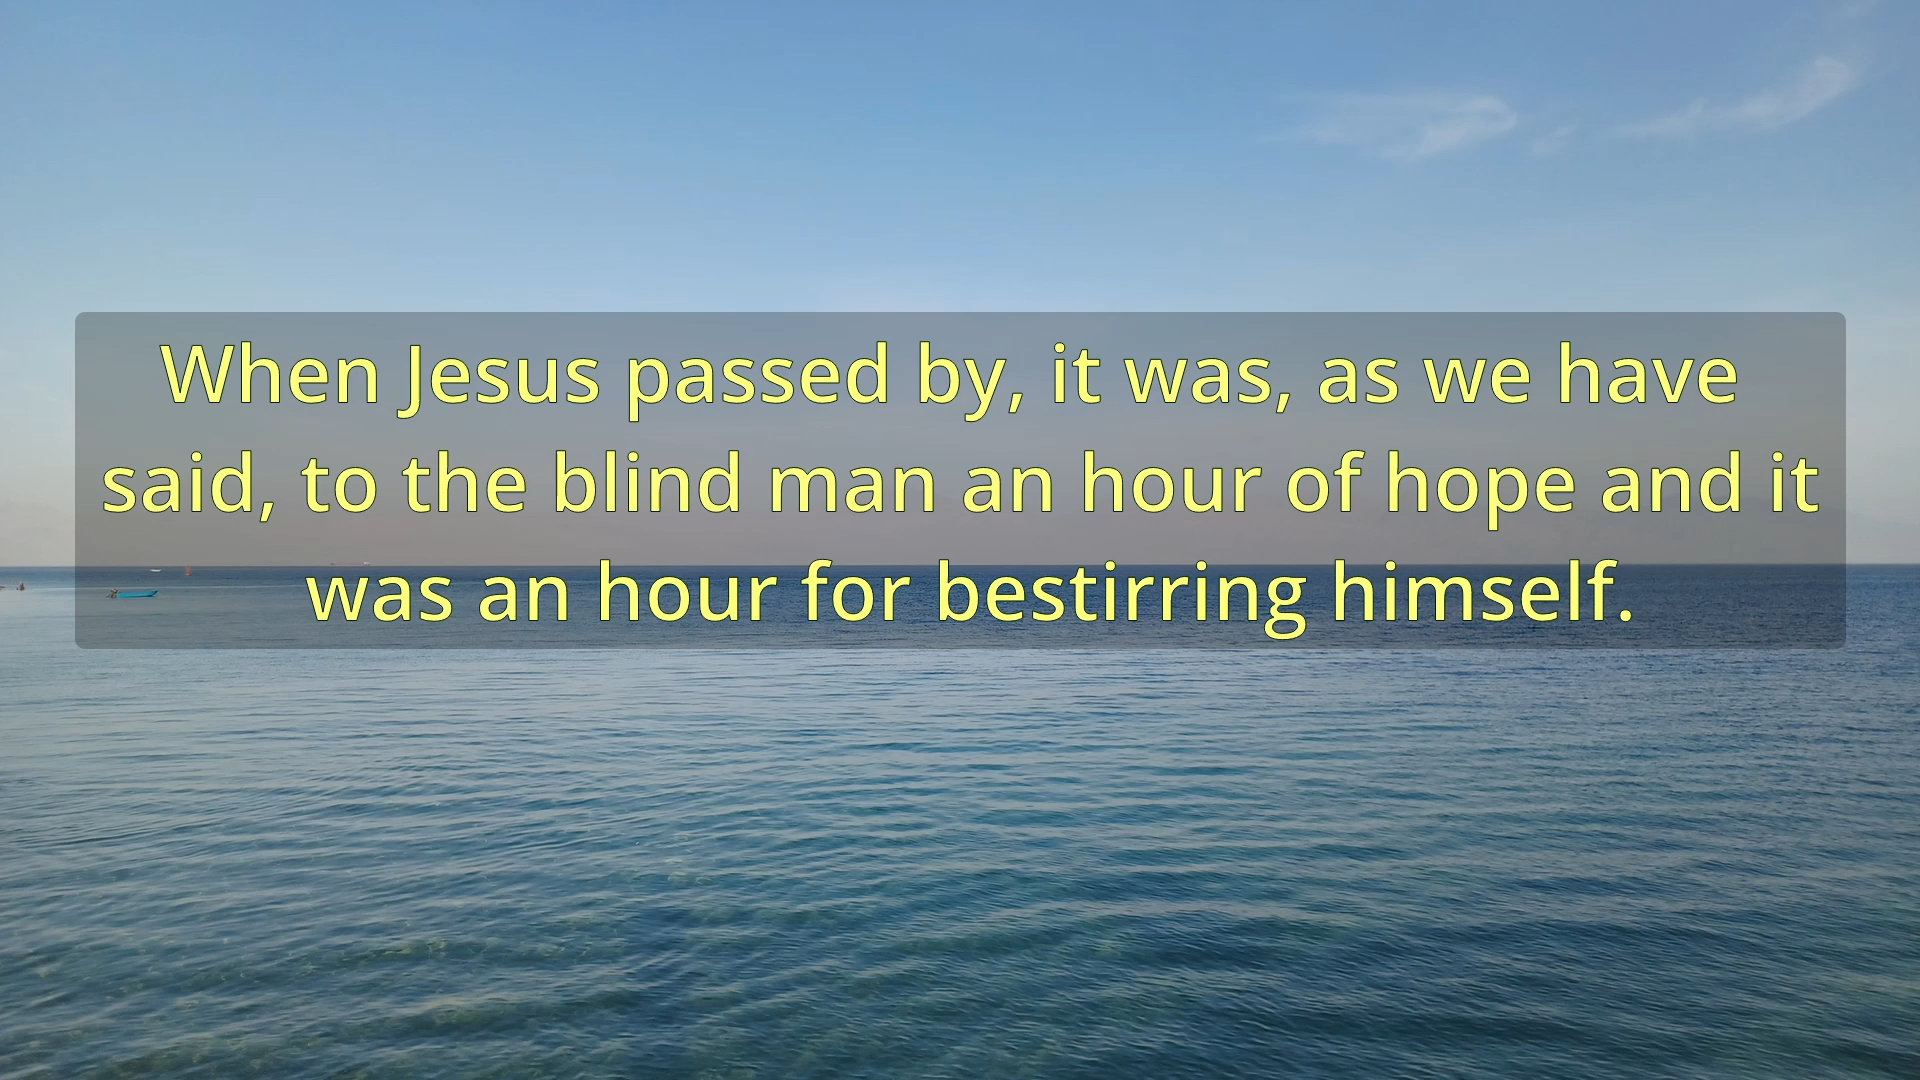 When Jesus passed by, it was, as we have
said, to the blind man an hour of hope and it
was an hour for bestirring himself.